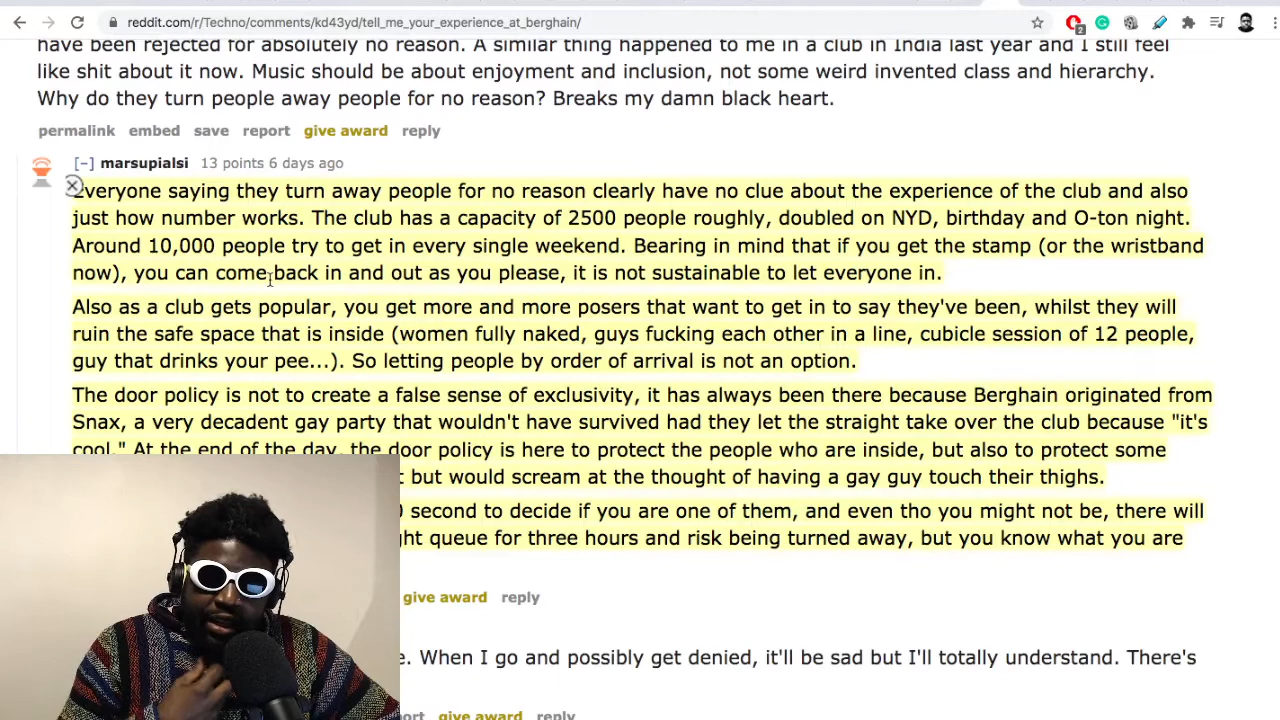 reddit.com/r/Techno/comments/kd43yd/tell_me_your_experience_at_berghain/
2
have been rejected for absolutely no reason. A similar thing happened to me in a club in India last year and I still feel
like shit about it now. Music should be about enjoyment and inclusion, not some weird invented class and hierarchy.
Why do they turn people away people for no reason? Breaks my damn black heart.
permalink embed save report give award reply
[–] marsupialsi 13 points 6 days ago
Everyone saying they turn away people for no reason clearly have no clue about the experience of the club and also
just how number works. The club has a capacity of 2500 people roughly, doubled on NYD, birthday and O-ton night.
Around 10,000 people try to get in every single weekend. Bearing in mind that if you get the stamp (or the wristband
now), you can come back in and out as you please, it is not sustainable to let everyone in.
Also as a club gets popular, you get more and more posers that want to get in to say they've been, whilst they will
ruin the safe space that is inside (women fully naked, guys fucking each other in a line, cubicle session of 12 people,
guy that drinks your pee...). So letting people by order of arrival is not an option.
The door policy is not to create a false sense of exclusivity, it has always been there because Berghain originated from
Snax, a very decadent gay party that wouldn't have survived had they let the straight take over the club because "it's
cool." At the end of the day, the door policy is here to protect the people who are inside, but also to protect some
but would scream at the thought of having a gay guy touch their thighs.
second to decide if you are one of them, and even tho you might not be, there will
queue for three hours and risk being turned away, but you know what you are
give award reply
When I go and possibly get denied, it'll be sad but I'll totally understand. There's
give award reply